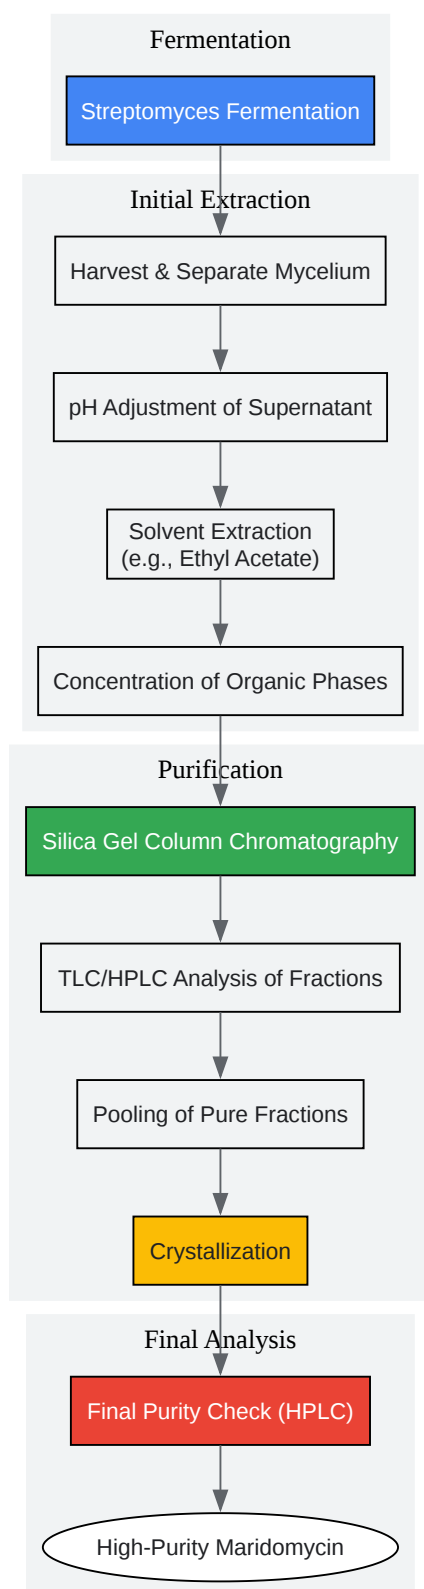 Fermentation
Streptomyces Fermentation
Initial Extraction
Harvest & Separate Mycelium
pH Adjustment of Supernatant
Solvent Extraction
(e.g., Ethyl Acetate)
Concentration of Organic Phases
Purification
Silica Gel Column Chromatography
TLC/HPLC Analysis of Fractions
Pooling of Pure Fractions
Crystallization
Final Analysis
Final Purity Check (HPLC)
High-Purity Maridomycin